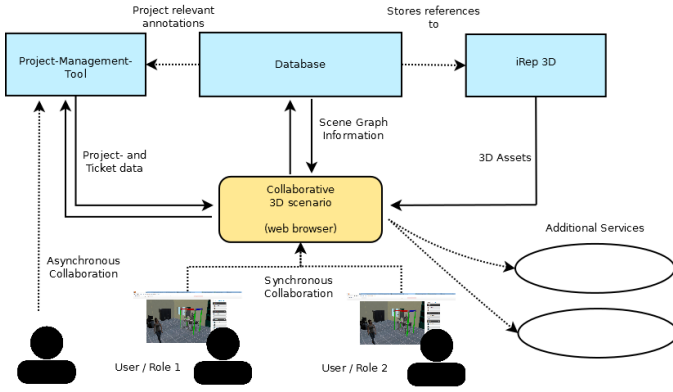 Project relevant
annotations
Stores references
to
Project-Management-
Tool
Database
iRep 3D
Scene Graph
Information
Project- and
Ticket data
3D Assets
Collaborative
3D scenario
(web browser)
Additional Services
Asynchronous
Collaboration
Synchronous
Collaboration
User / Role 1
User / Role 2